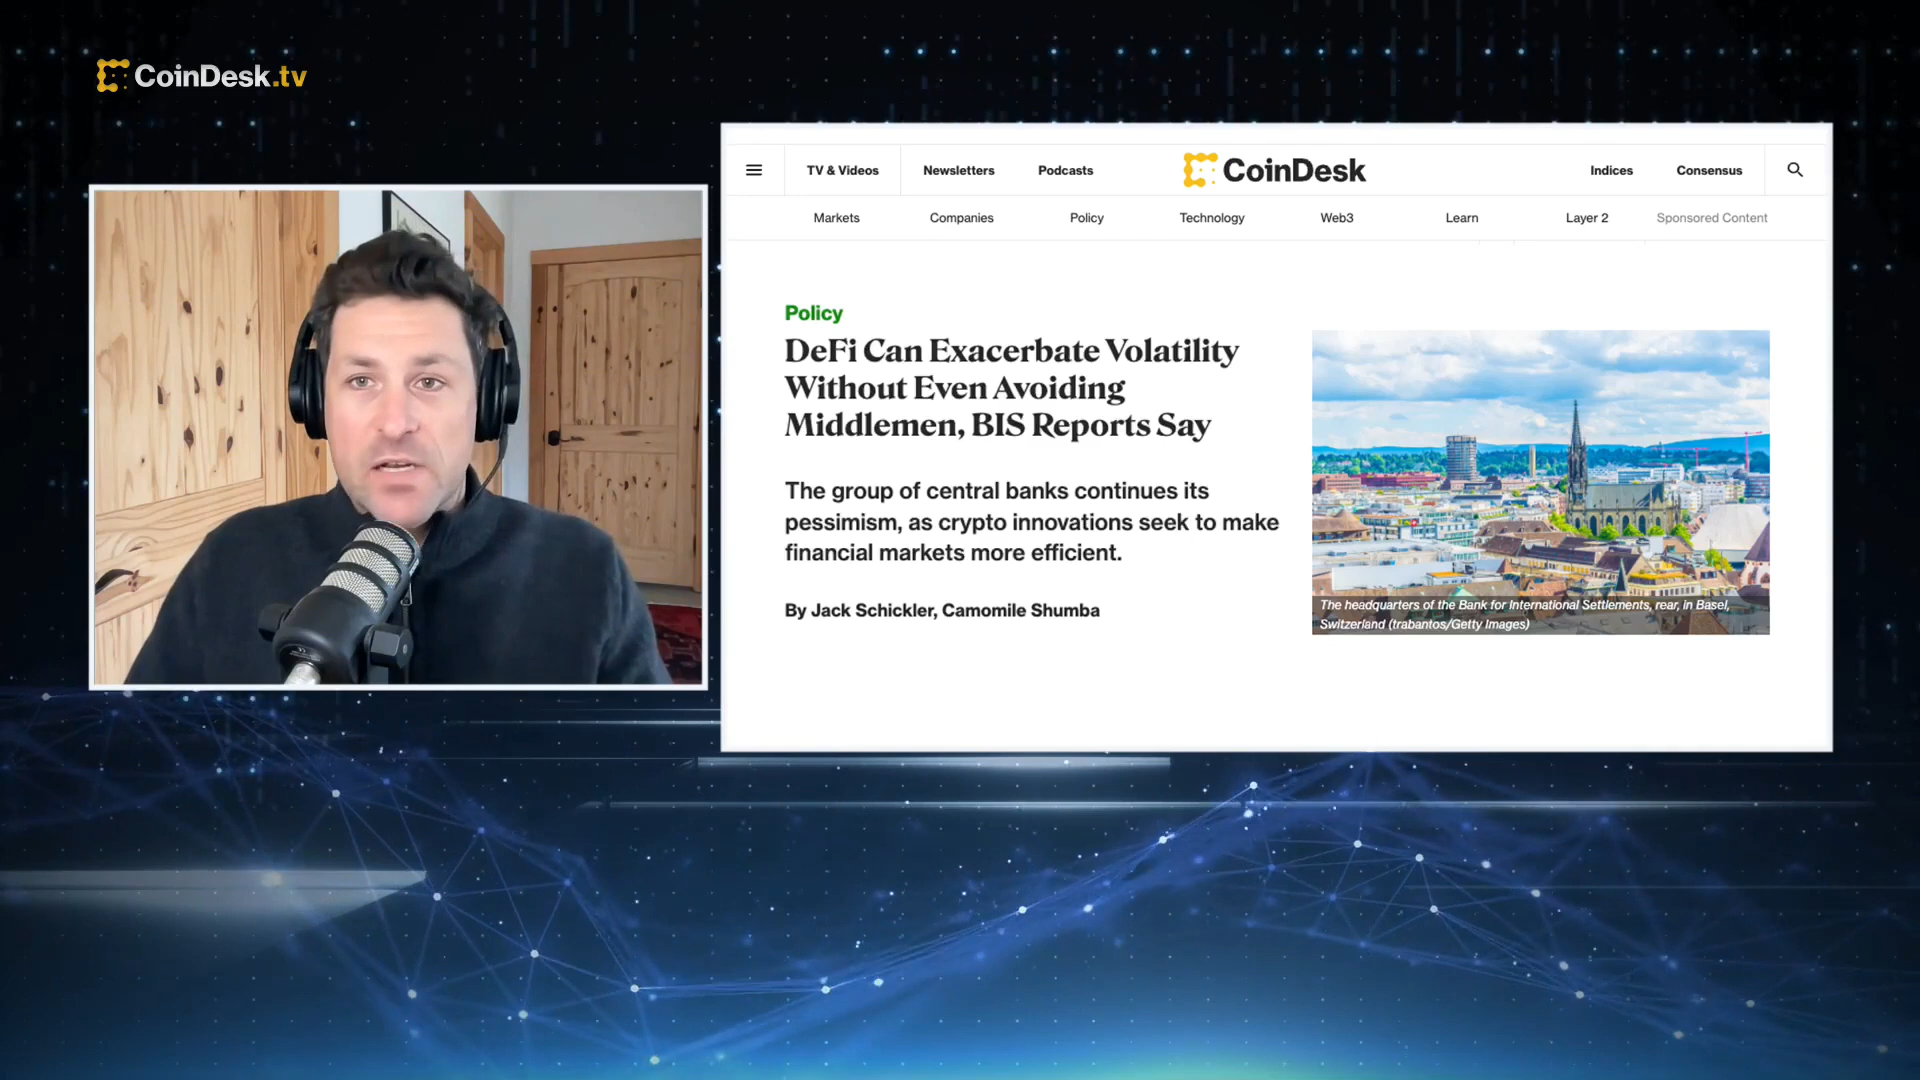 CoinDesk.tv
TV & Videos
Newsletters
Podcasts
CoinDesk
Indices
Consensus
Markets
Companies
Policy
Technology
Web3
Learn
Layer 2
Sponsored Content
Policy
DeFi Can Exacerbate Volatility
Without Even Avoiding
Middlemen, BIS Reports Say
The group of central banks continues its
pessimism, as crypto innovations seek to make
financial markets more efficient.
By Jack Schickler, Camomile Shumba
The headquarters of the Bank for International Settlements, rear, in Basel,
Switzerland (trabantos/Getty Images)